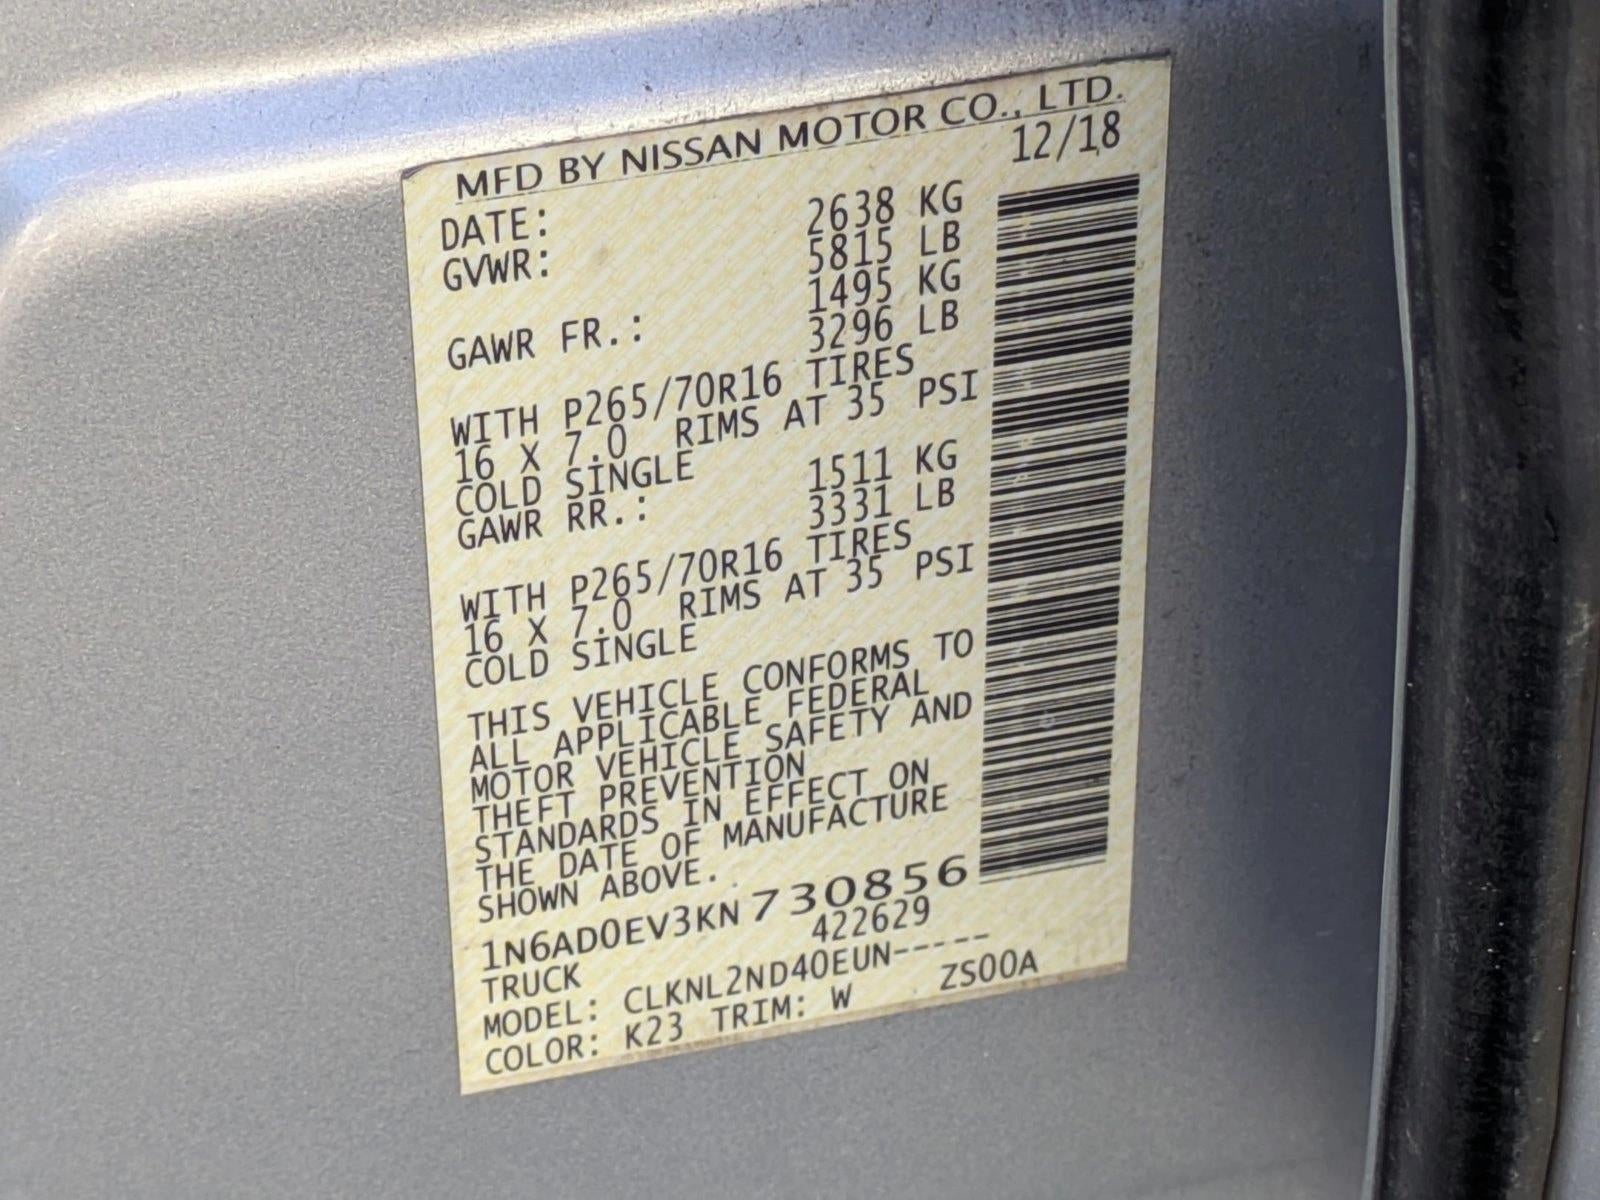 MFD BY NISSAN MOTOR CO., LTD.
DATE: 12/18
GVWR: 2638 KG
5815 LB
GAWR FR.: 1495 KG
3296 LB
WITH P265/70R16 TIRES
16 X 7.0 RIMS AT 35 PSI
COLD SINGLE
GAWR RR.: 1511 KG
3331 LB
WITH P265/70R16 TIRES
16 X 7.0 RIMS AT 35 PSI
COLD SINGLE
THIS VEHICLE CONFORMS TO
ALL APPLICABLE FEDERAL
MOTOR VEHICLE SAFETY AND
THEFT PREVENTION
STANDARDS IN EFFECT ON
THE DATE OF MANUFACTURE
SHOWN ABOVE.
1N6AD0EV3KN730856
TRUCK 422629
MODEL: CLKNL2ND40EUN-----
COLOR: K23 TRIM: W ZS00A